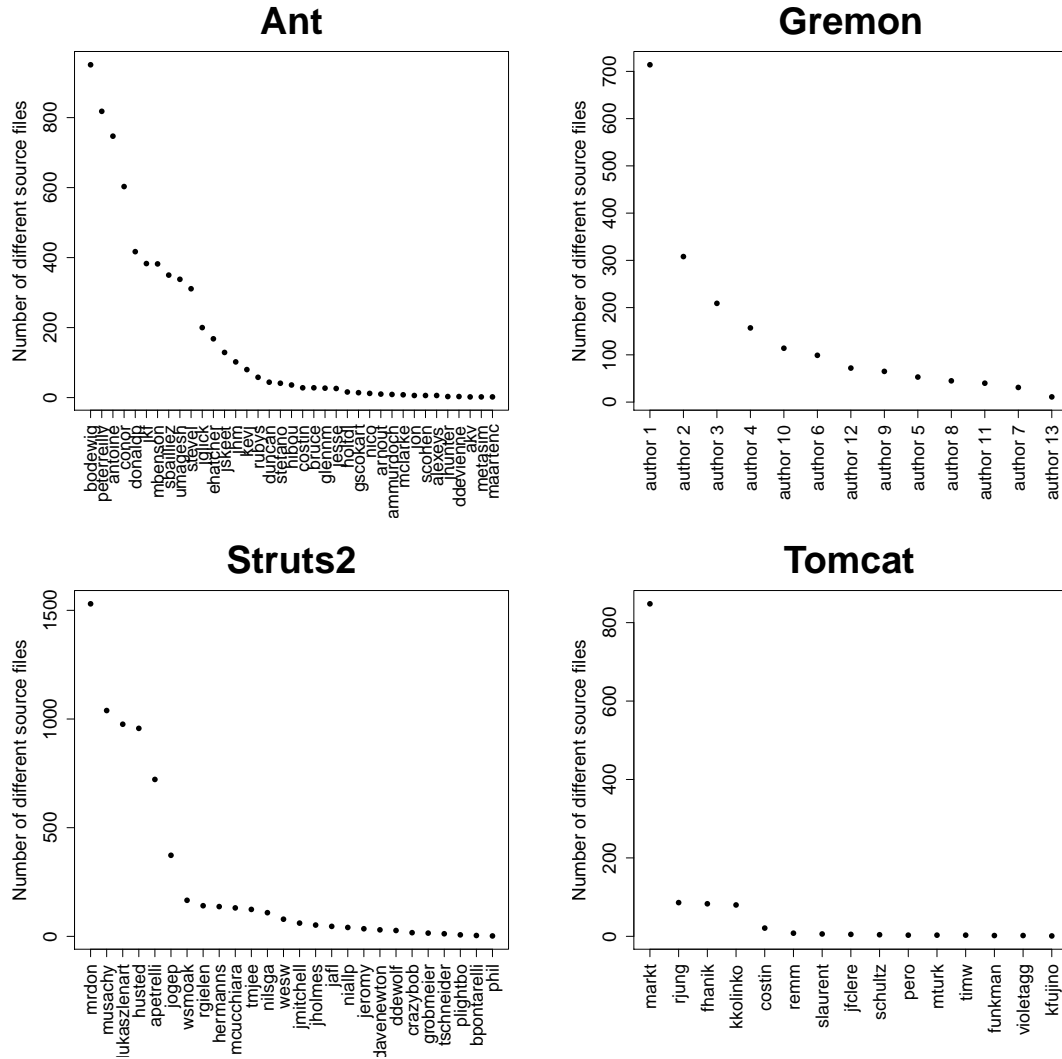 Ant
Number of different source files
0
200
400
600
800
bodewig
peterreilly
antoine
conor
donaldp
mbenson
sbailliez
umagesh
stevel
jglick
ehatcher
jskeet
jhm
kevj
rubys
duncan
stefano
hibou
costin
bruce
glennm
jesse
holtdl
gscokart
nico
arnout
ammurdoch
mclarke
jon
scohen
alexeys
ddevienne
akv
metasim
maartenc
Gremon
Number of different source files
0
100
200
300
400
500
600
700
author 1
author 2
author 3
author 4
author 10
author 6
author 12
author 9
author 5
author 8
author 11
author 7
author 13
Struts2
Number of different source files
0
500
1000
1500
mrdon
musachy
lukaszlenart
husted
apetrelli
jogep
wsmoak
rgielen
hermanns
mcucchiara
tmjee
nilsga
wesw
jmitchell
jholmes
jafl
niallp
jeromy
davenewton
ddewolf
crazybob
grobmeier
tschneider
plightbo
bpontarelli
phil
Tomcat
Number of different source files
0
200
400
600
800
markt
rjung
fhanik
kkolinko
costin
remm
slaurent
jfclere
schultz
pero
mturk
timw
funkman
violetagg
kfujino